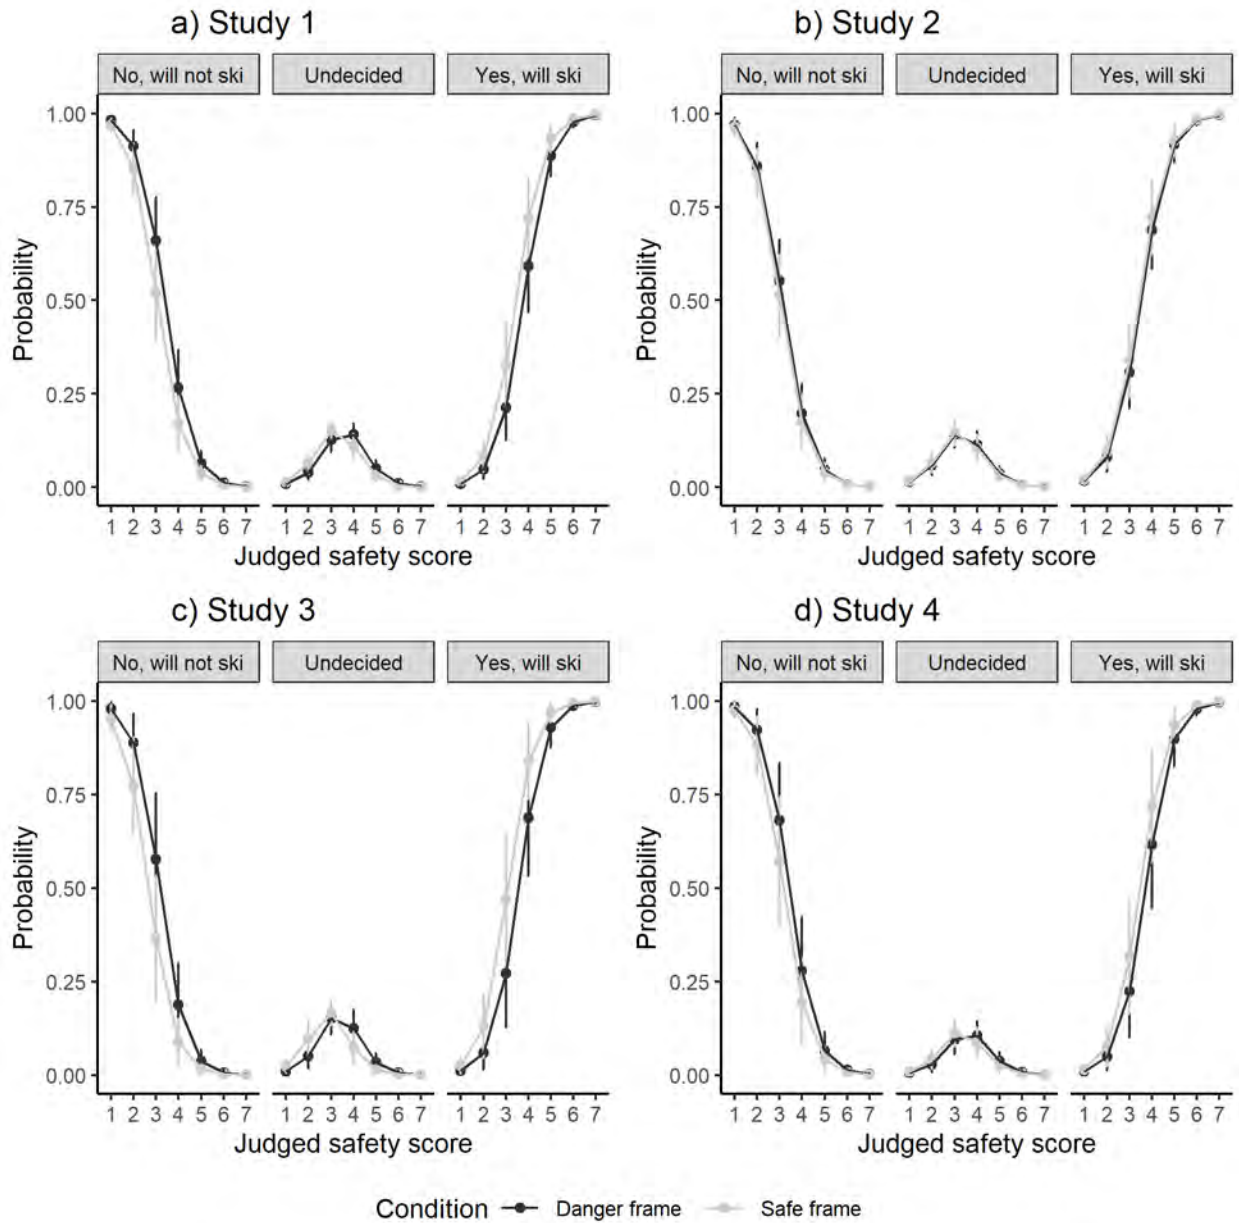 a) Study 1
No, will not ski Undecided Yes, will ski
1.00
0.75
0.50
0.25
0.00
Probability
1 2 3 4 5 6 7 1 2 3 4 5 6 7 1 2 3 4 5 6 7
Judged safety score
b) Study 2
No, will not ski Undecided Yes, will ski
1.00
0.75
0.50
0.25
0.00
Probability
1 2 3 4 5 6 7 1 2 3 4 5 6 7 1 2 3 4 5 6 7
Judged safety score
c) Study 3
No, will not ski Undecided Yes, will ski
1.00
0.75
0.50
0.25
0.00
Probability
1 2 3 4 5 6 7 1 2 3 4 5 6 7 1 2 3 4 5 6 7
Judged safety score
d) Study 4
No, will not ski Undecided Yes, will ski
1.00
0.75
0.50
0.25
0.00
Probability
1 2 3 4 5 6 7 1 2 3 4 5 6 7 1 2 3 4 5 6 7
Judged safety score
Condition Danger frame Safe frame